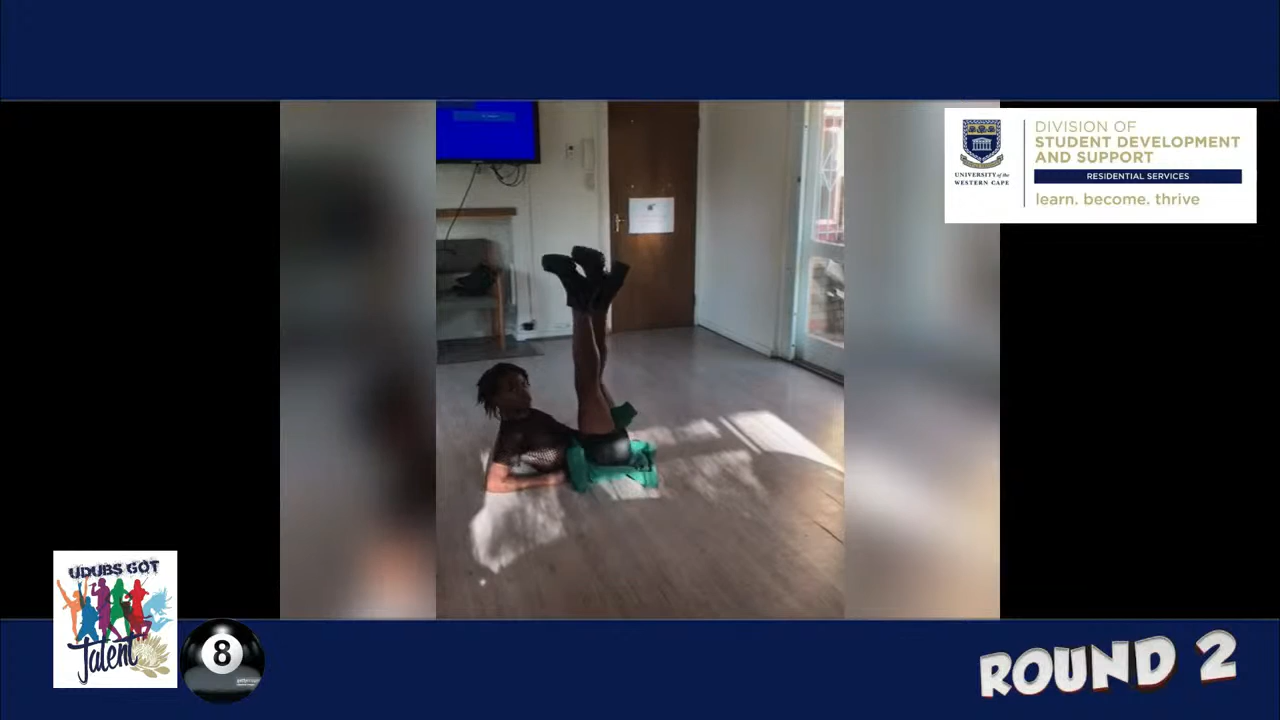 DIVISION OF
STUDENT DEVELOPMENT
AND SUPPORT
UNIVERSITY of the
WESTERN CAPE
RESIDENTIAL SERVICES
learn. become. thrive
UDUBS GOT
Talent
8
ROUND 2